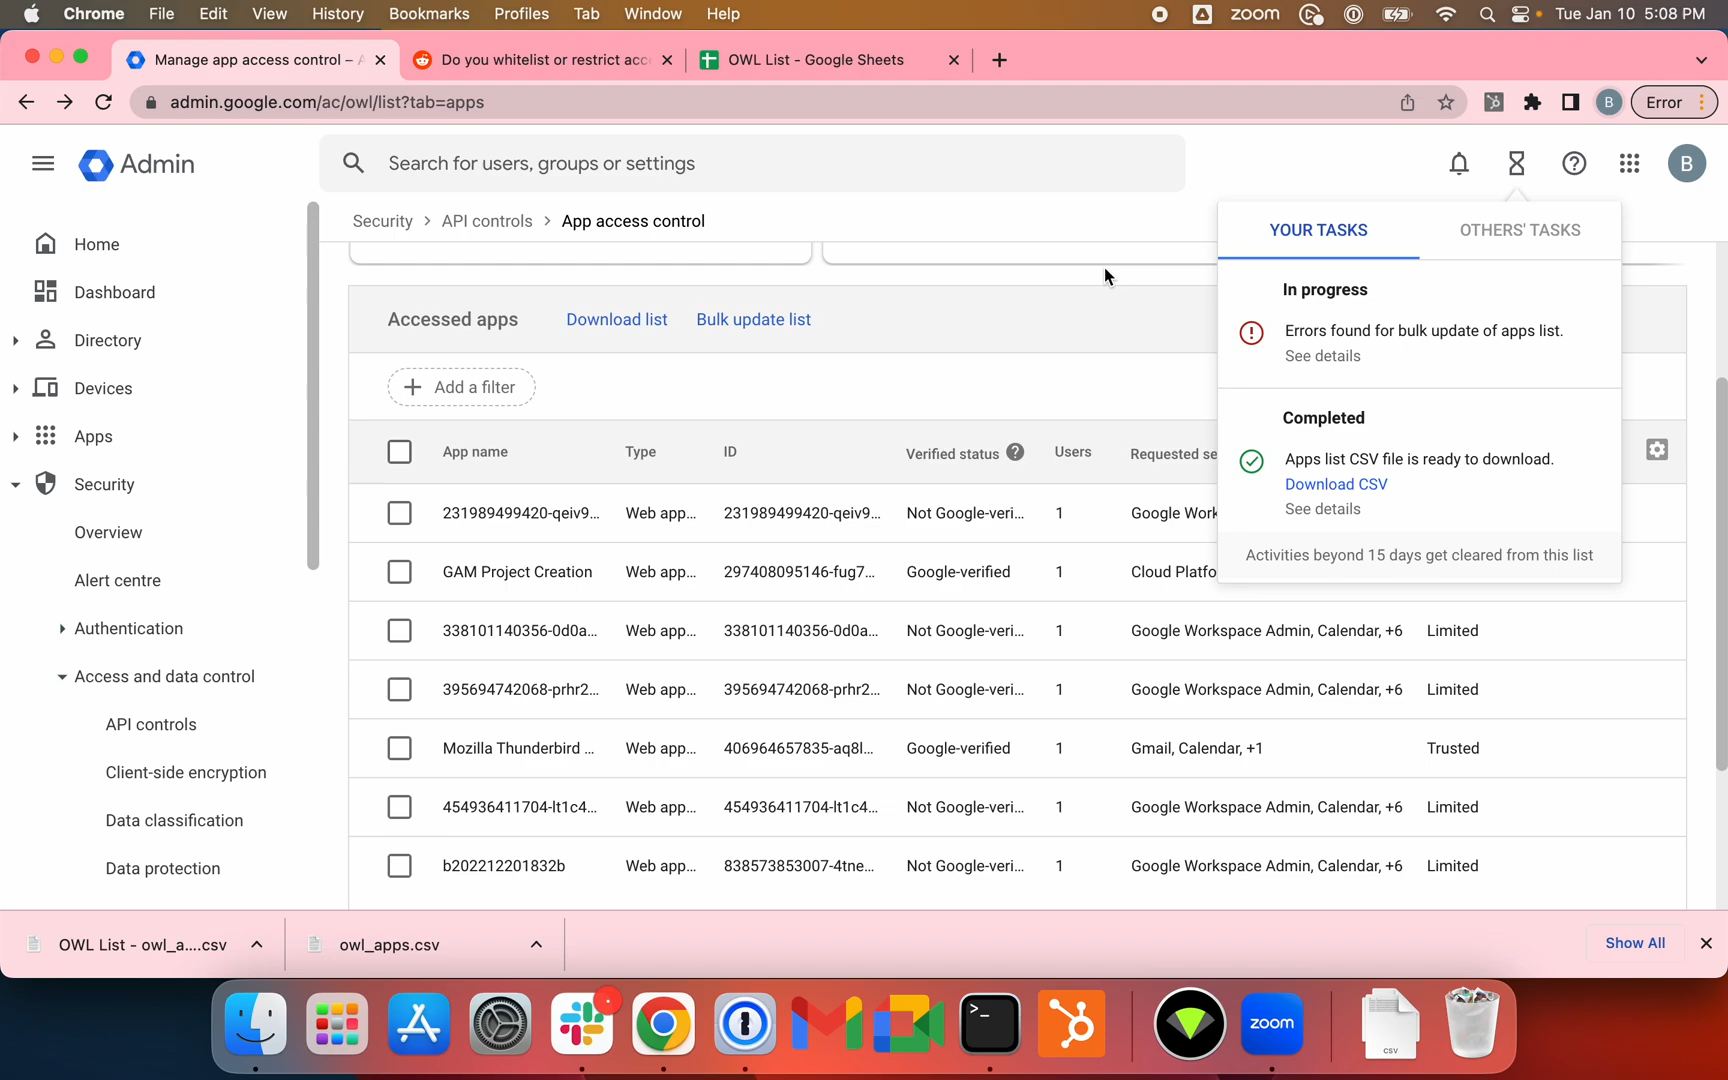 Chrome File Edit View History Bookmarks Profiles Tab Window Help zoom Tue Jan 10 5:08 PM
Manage app access control – A Do you whitelist or restrict acc OWL List - Google Sheets
admin.google.com/ac/owl/list?tab=apps B Error
Admin Search for users, groups or settings B
Security > API controls > App access control
YOUR TASKS OTHERS' TASKS
In progress
Errors found for bulk update of apps list.
See details
Completed
Apps list CSV file is ready to download.
Download CSV
See details
Activities beyond 15 days get cleared from this list
Home
Dashboard
Directory
Devices
Apps
Security
Overview
Alert centre
Authentication
Access and data control
API controls
Client-side encryption
Data classification
Data protection
Accessed apps Download list Bulk update list
+ Add a filter
App name Type ID Verified status ? Users Requested se
231989499420-qeiv9... Web app... 231989499420-qeiv9... Not Google-veri... 1 Google Work
GAM Project Creation Web app... 297408095146-fug7... Google-verified 1 Cloud Platfo
338101140356-0d0a... Web app... 338101140356-0d0a... Not Google-veri... 1 Google Workspace Admin, Calendar, +6 Limited
395694742068-prhr2... Web app... 395694742068-prhr2... Not Google-veri... 1 Google Workspace Admin, Calendar, +6 Limited
Mozilla Thunderbird ... Web app... 406964657835-aq8l... Google-verified 1 Gmail, Calendar, +1 Trusted
454936411704-lt1c4... Web app... 454936411704-lt1c4... Not Google-veri... 1 Google Workspace Admin, Calendar, +6 Limited
b202212201832b Web app... 838573853007-4tne... Not Google-veri... 1 Google Workspace Admin, Calendar, +6 Limited
OWL List - owl_a....csv owl_apps.csv Show All
zoom
CSV